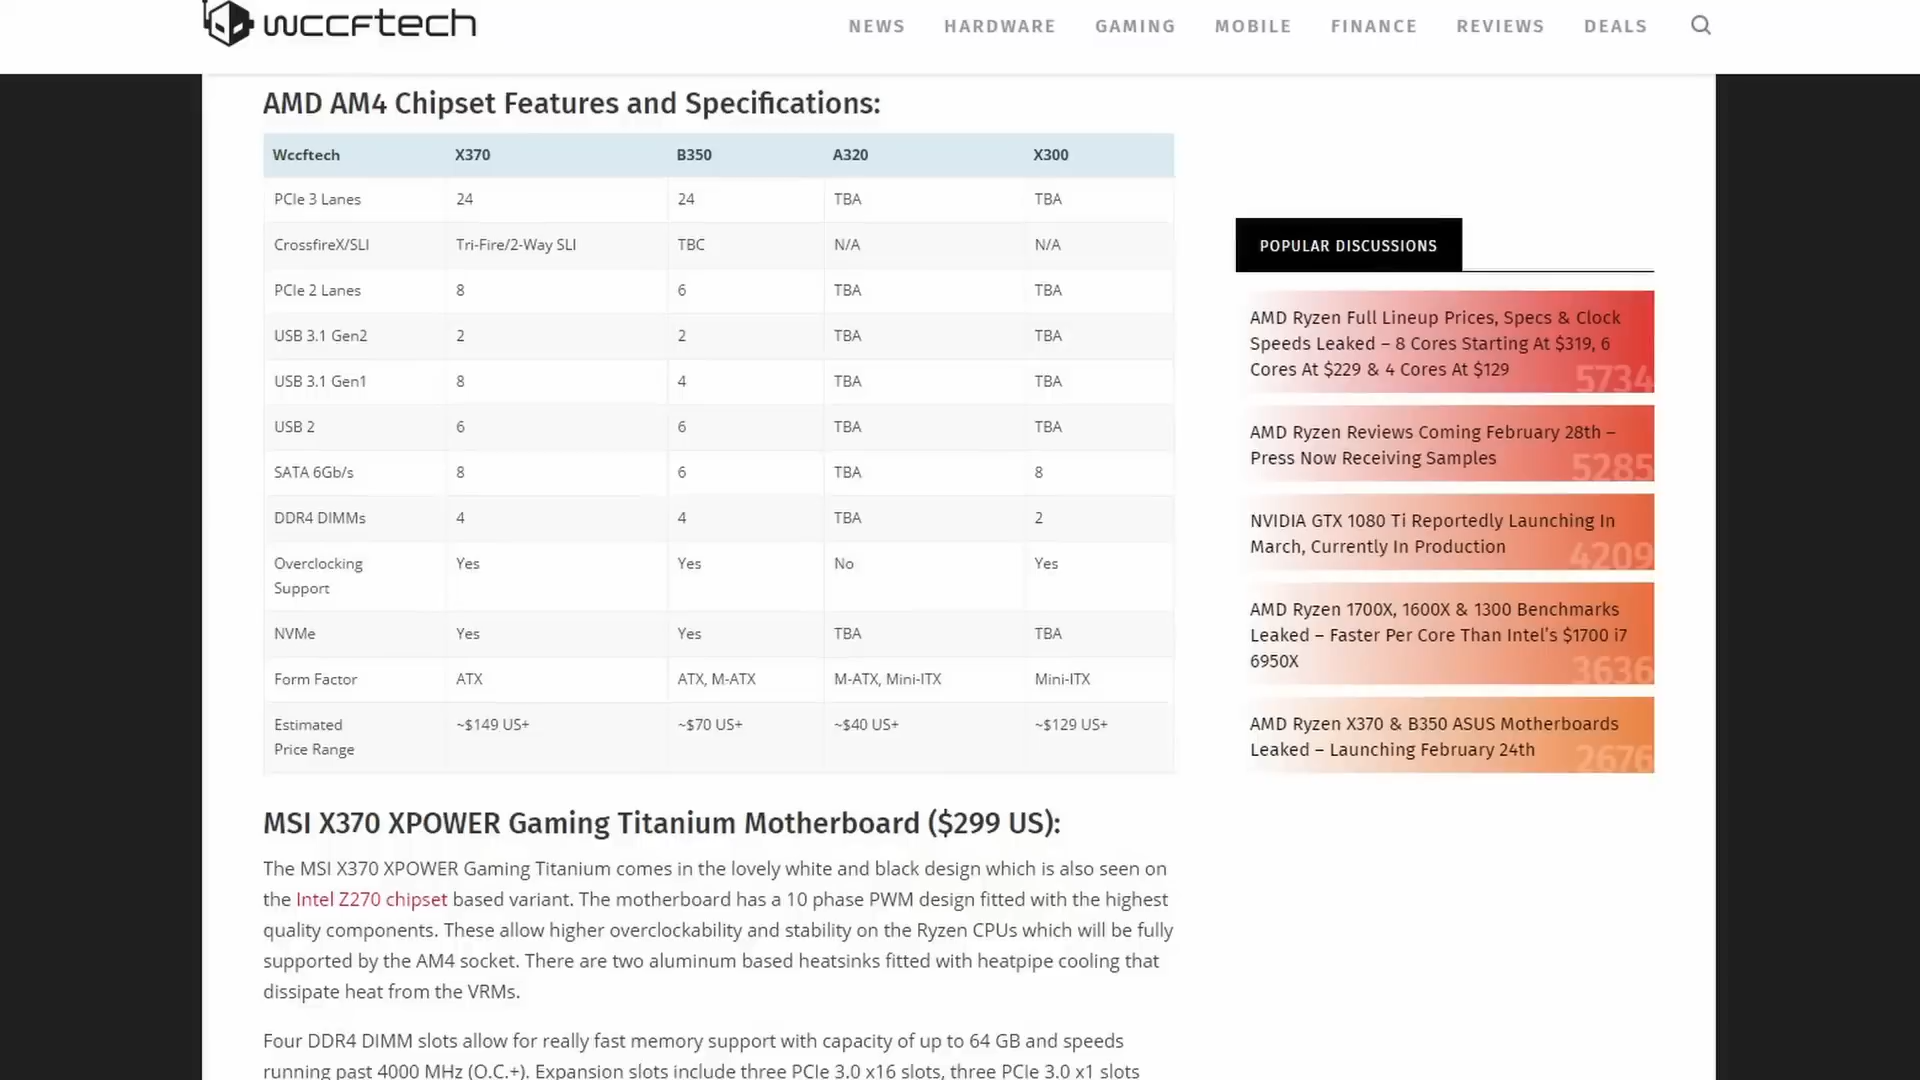 wccftech
NEWS HARDWARE GAMING MOBILE FINANCE REVIEWS DEALS
AMD AM4 Chipset Features and Specifications:
Wccftech X370 B350 A320 X300
PCIe 3 Lanes 24 24 TBA TBA
CrossfireX/SLI Tri-Fire/2-Way SLI TBC N/A N/A
PCIe 2 Lanes 8 6 TBA TBA
USB 3.1 Gen2 2 2 TBA TBA
USB 3.1 Gen1 8 4 TBA TBA
USB 2 6 6 TBA TBA
SATA 6Gb/s 8 6 TBA 8
DDR4 DIMMs 4 4 TBA 2
Overclocking
Support Yes Yes No Yes
NVMe Yes Yes TBA TBA
Form Factor ATX ATX, M-ATX M-ATX, Mini-ITX Mini-ITX
Estimated
Price Range ~$149 US+ ~$70 US+ ~$40 US+ ~$129 US+
MSI X370 XPOWER Gaming Titanium Motherboard ($299 US):
The MSI X370 XPOWER Gaming Titanium comes in the lovely white and black design which is also seen on
the Intel Z270 chipset based variant. The motherboard has a 10 phase PWM design fitted with the highest
quality components. These allow higher overclockability and stability on the Ryzen CPUs which will be fully
supported by the AM4 socket. There are two aluminum based heatsinks fitted with heatpipe cooling that
dissipate heat from the VRMs.
Four DDR4 DIMM slots allow for really fast memory support with capacity of up to 64 GB and speeds
running past 4000 MHz (O.C.+). Expansion slots include three PCIe 3.0 x16 slots, three PCIe 3.0 x1 slots
POPULAR DISCUSSIONS
AMD Ryzen Full Lineup Prices, Specs & Clock
Speeds Leaked – 8 Cores Starting At $319, 6
Cores At $229 & 4 Cores At $129
5734
AMD Ryzen Reviews Coming February 28th –
Press Now Receiving Samples
5285
NVIDIA GTX 1080 Ti Reportedly Launching In
March, Currently In Production
4209
AMD Ryzen 1700X, 1600X & 1300 Benchmarks
Leaked – Faster Per Core Than Intel's $1700 i7
6950X
3636
AMD Ryzen X370 & B350 ASUS Motherboards
Leaked – Launching February 24th
2676